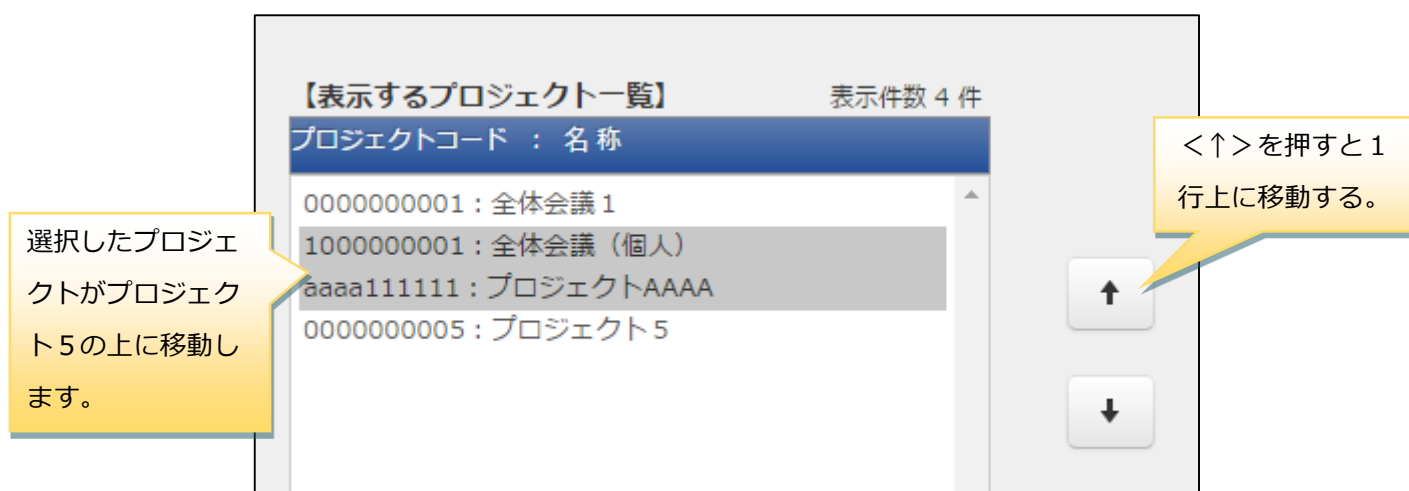 【表示するプロジェクト一覧】 表示件数 4 件
プロジェクトコード : 名 称
0000000001：全体会議１
1000000001：全体会議（個人）
aaaa111111：プロジェクトAAAA
0000000005：プロジェクト５
選択したプロジェ
クトがプロジェク
ト５の上に移動し
ます。
＜↑＞を押すと１
行上に移動する。
↑
↓